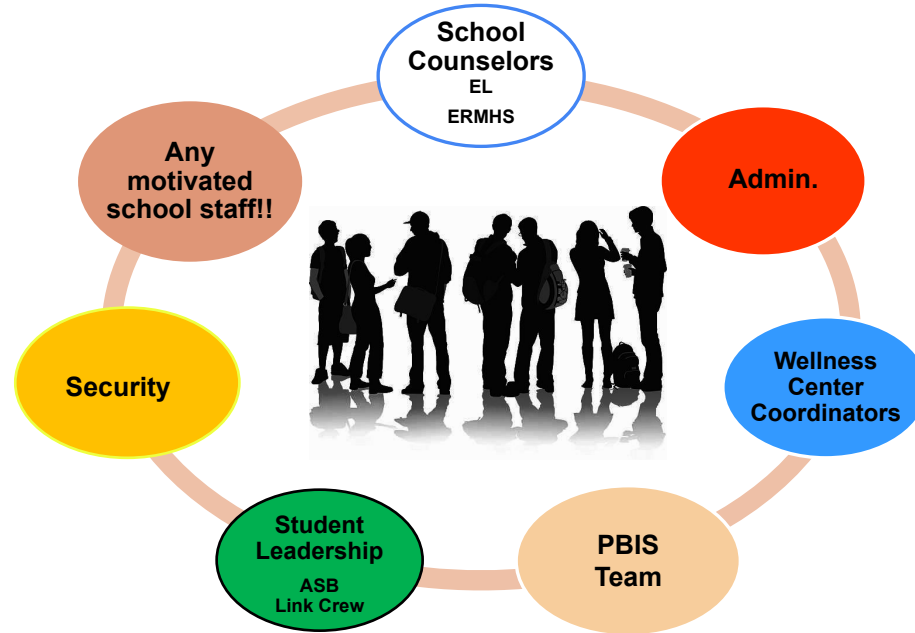 School
Counselors
EL
ERMHS
Admin.
Wellness
Center
Coordinators
PBIS
Team
Student
Leadership
ASB
Link Crew
Security
Any
motivated
school staff!!